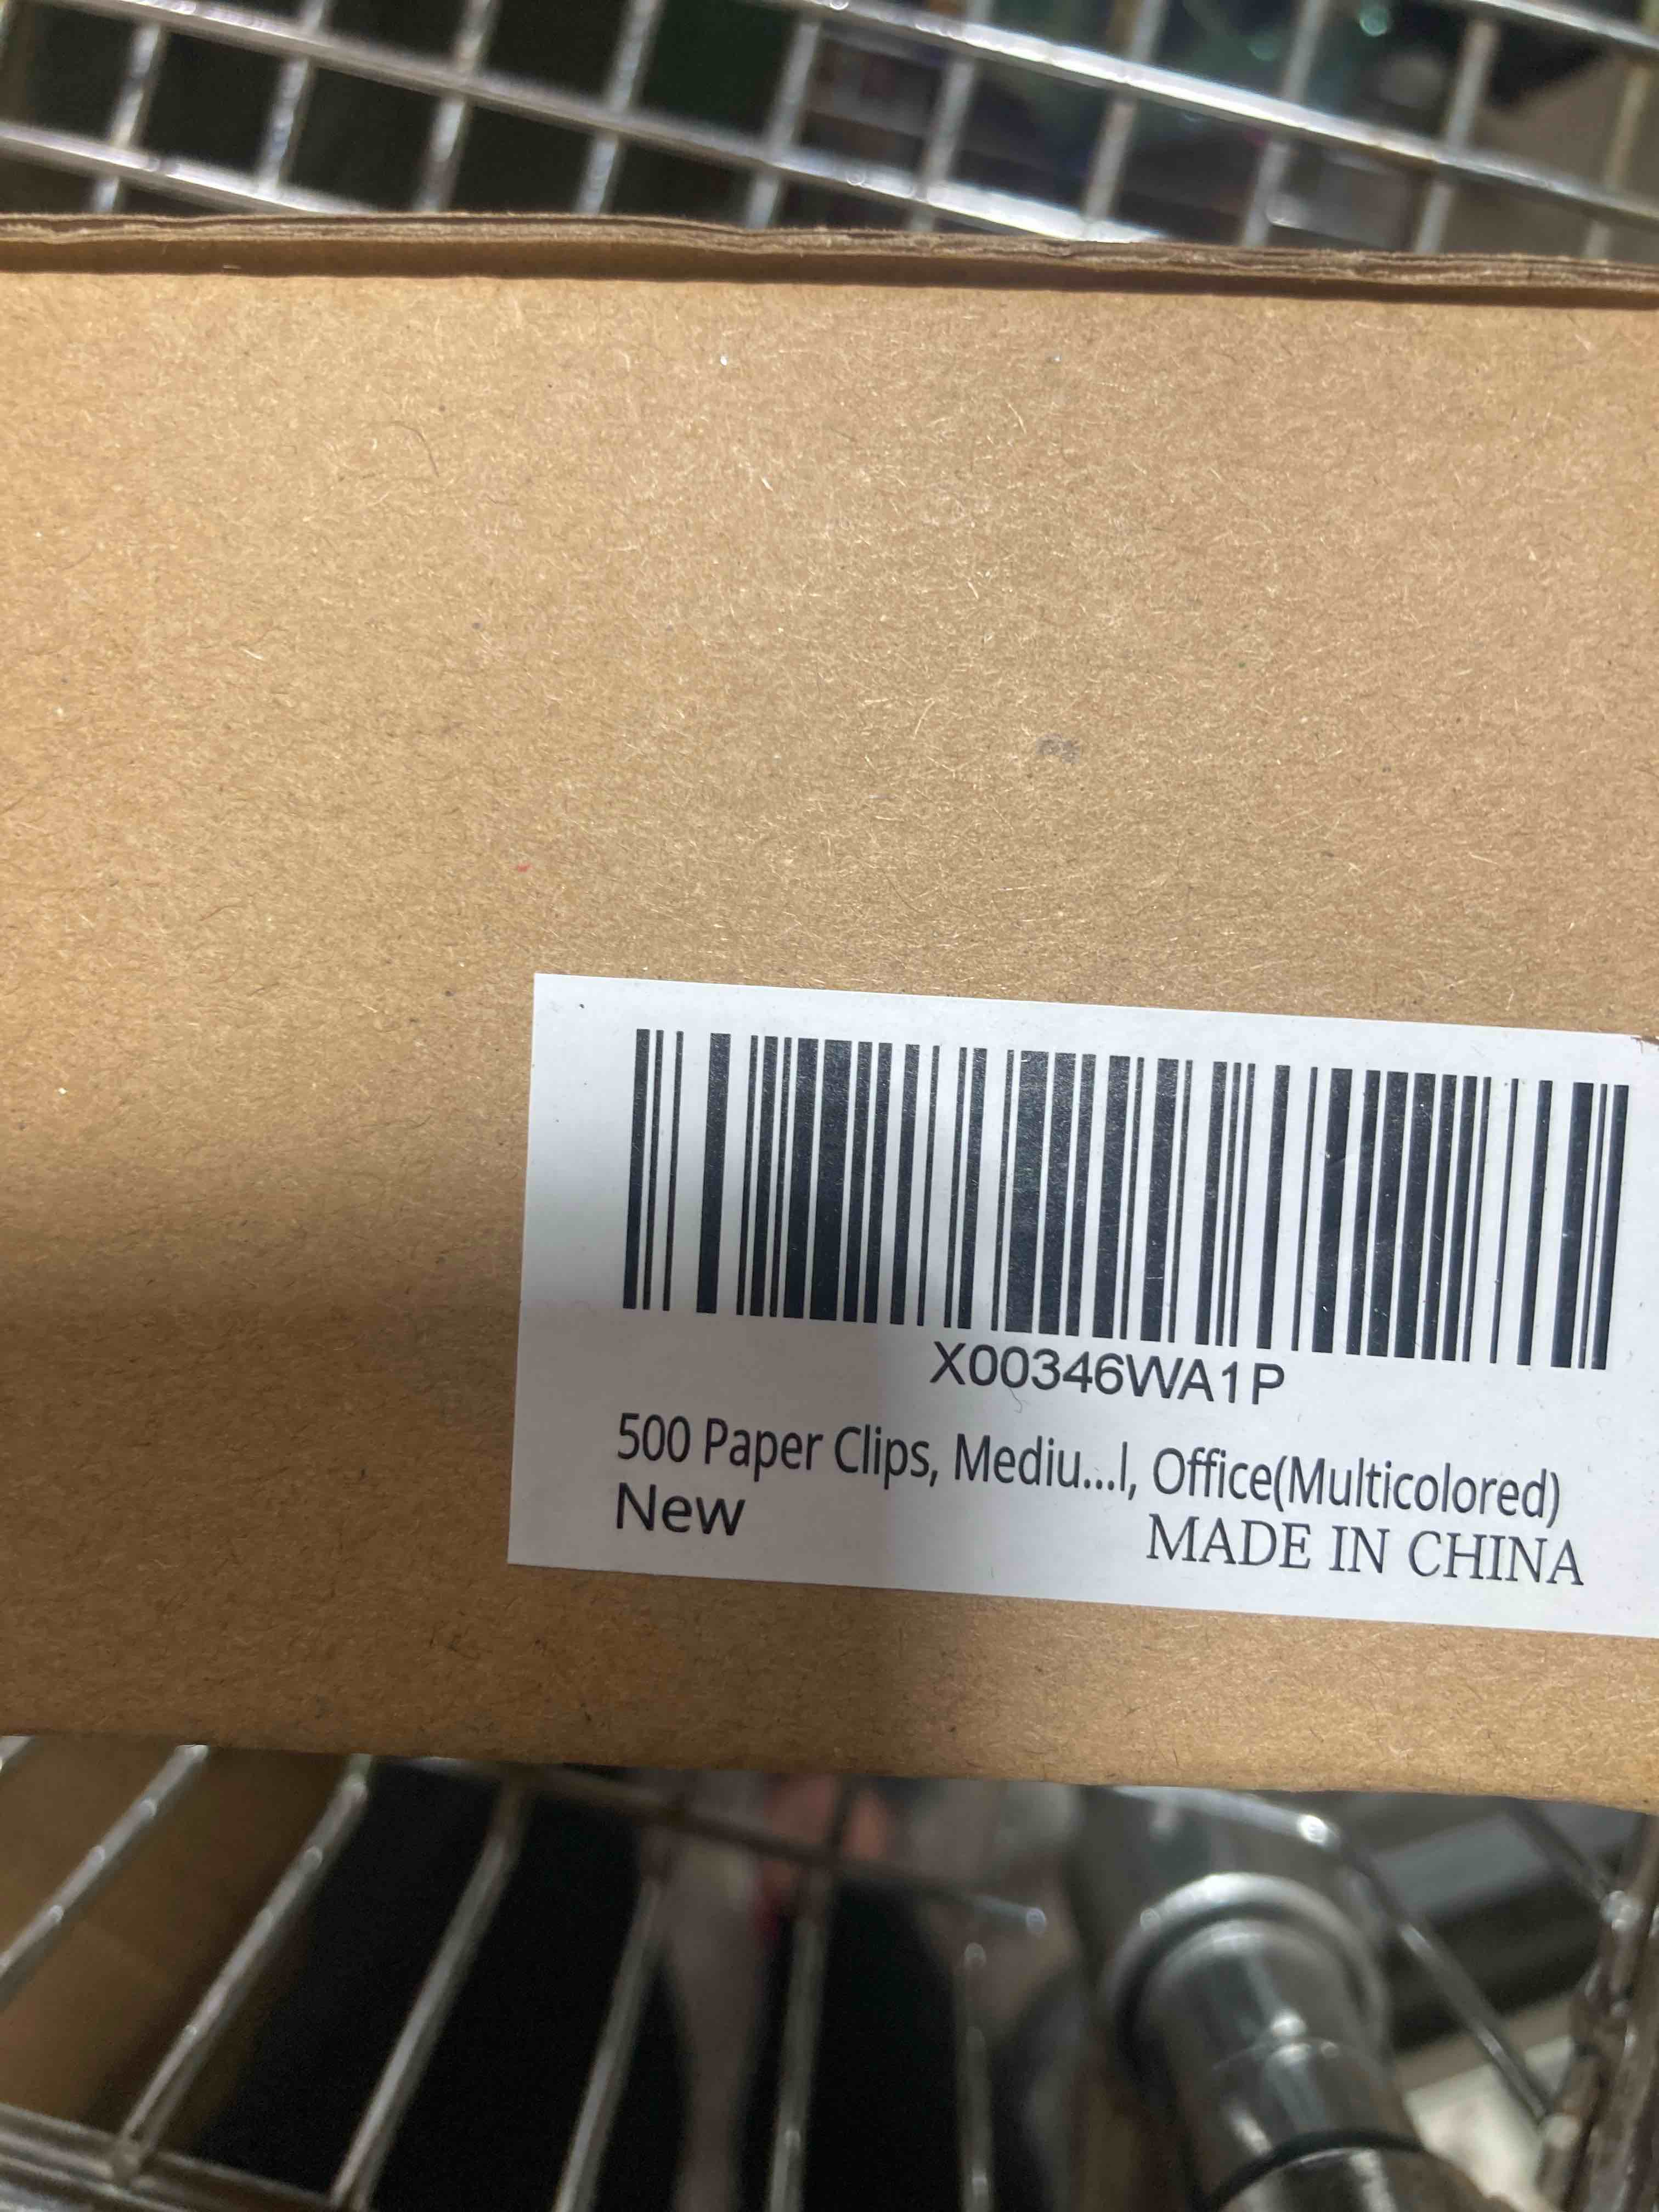 X00346WA1P
500 Paper Clips, Mediu...l, Office(Multicolored)
New
MADE IN CHINA